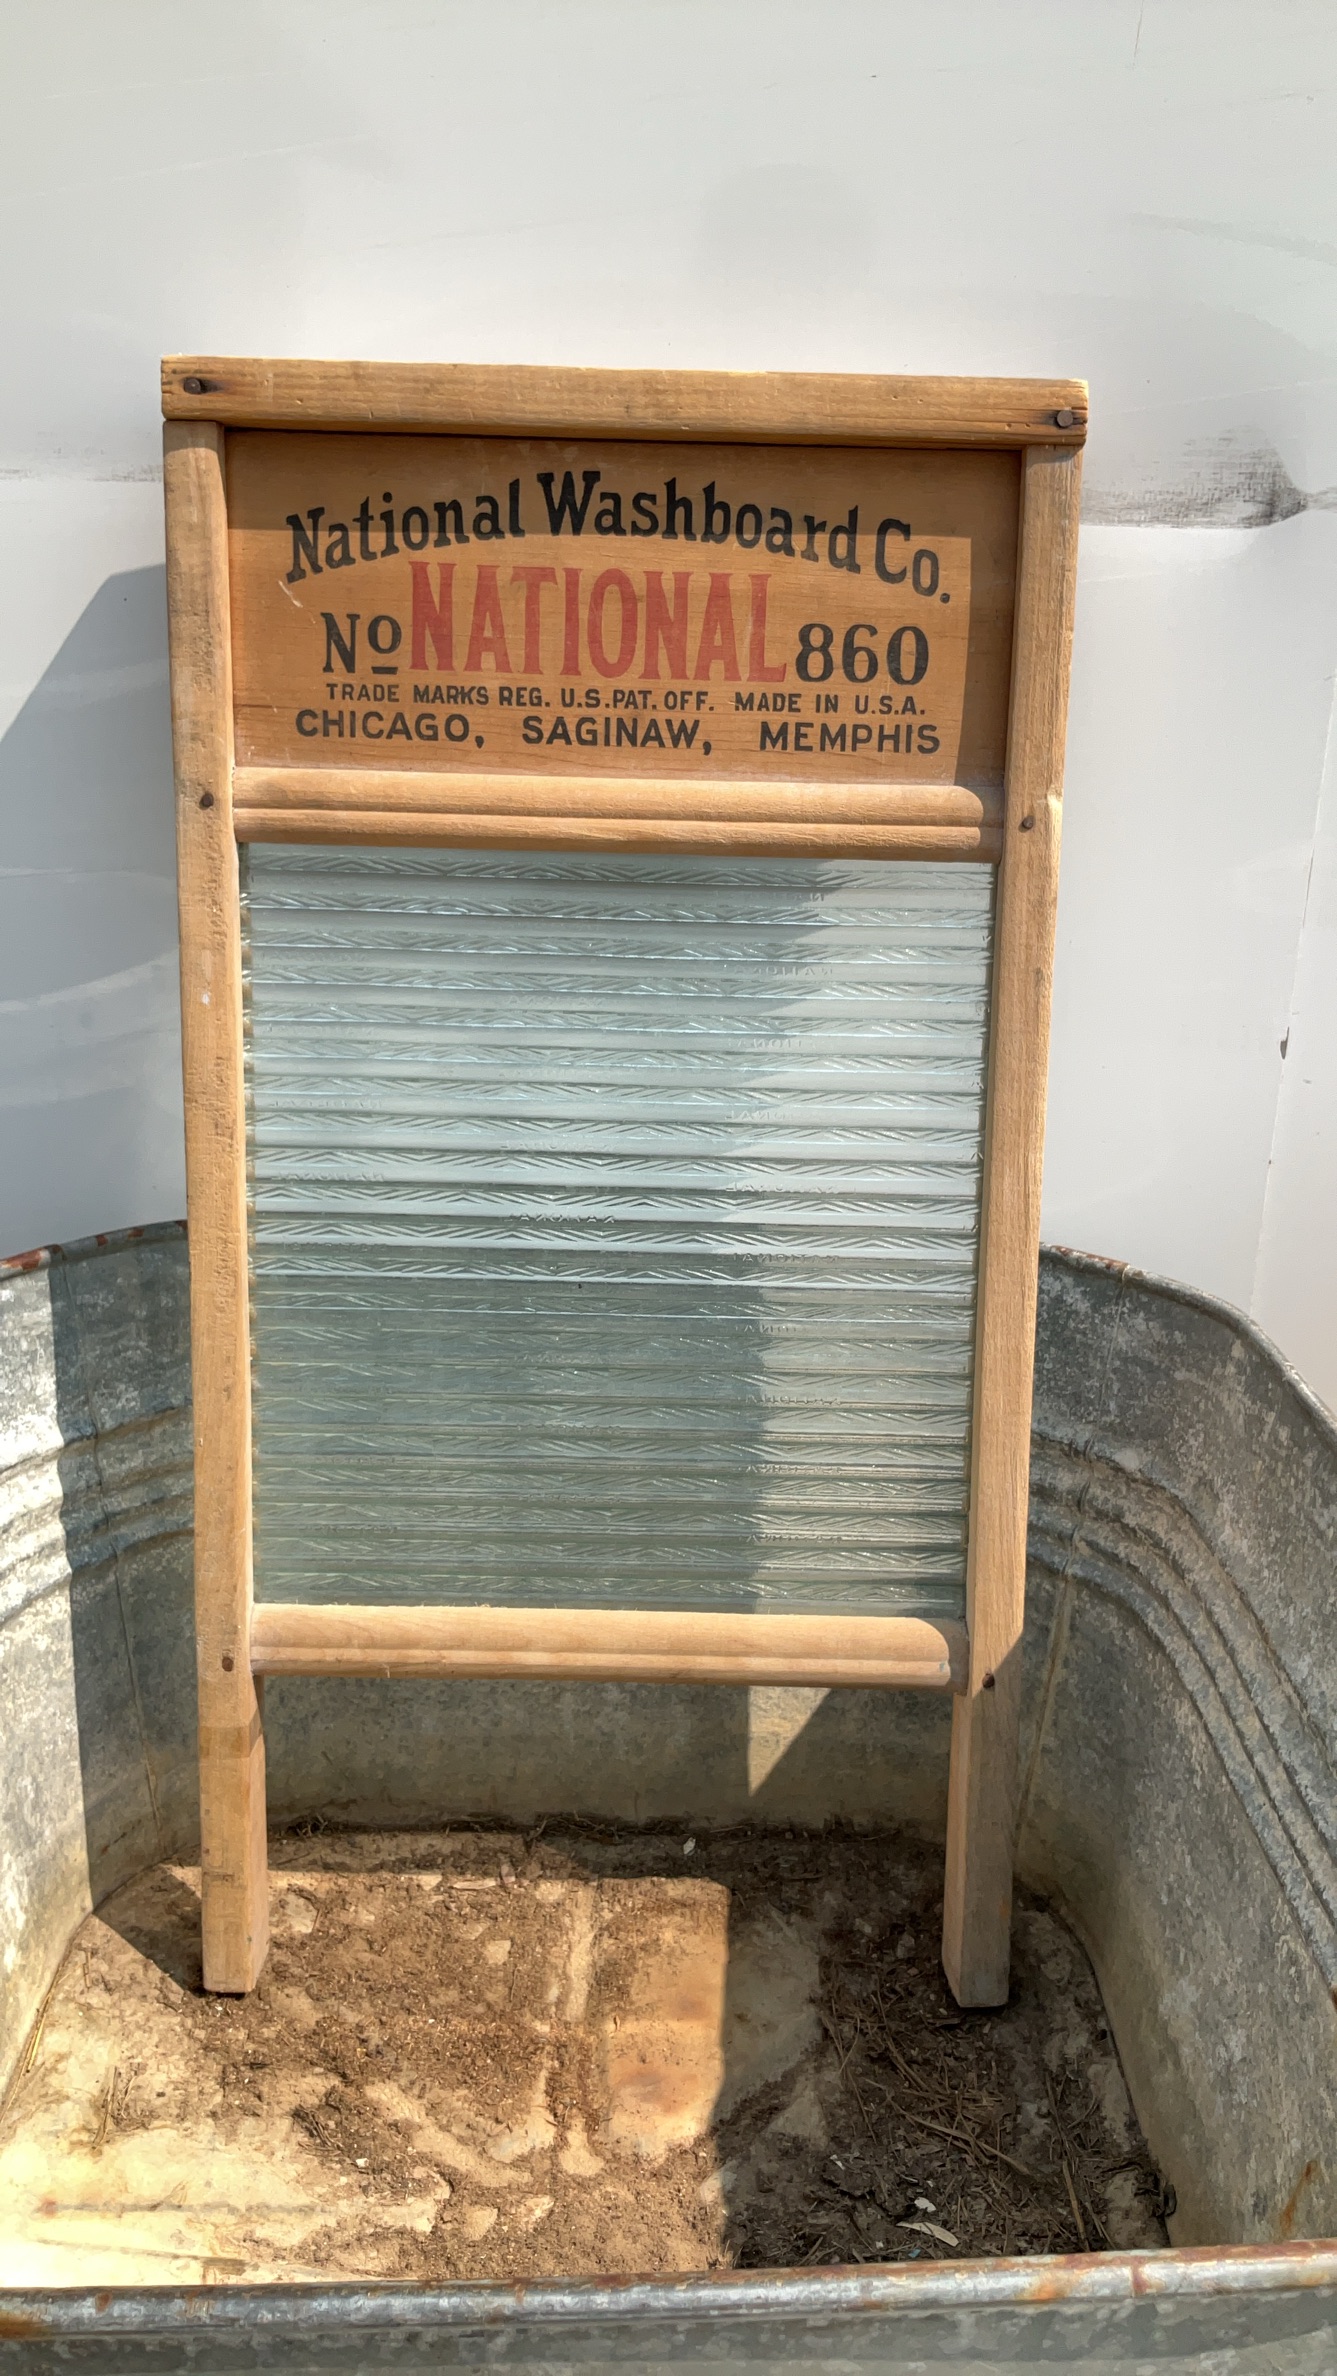 National Washboard Co.
No NATIONAL 860
TRADE MARKS REG. U.S. PAT. OFF. MADE IN U.S.A.
CHICAGO, SAGINAW, MEMPHIS